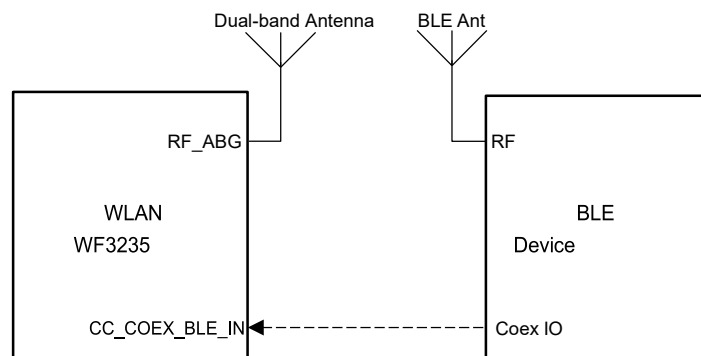 Dual-band Antenna
BLE Ant
RF_ABG
RF
WLAN
WF3235
BLE
Device
CC_COEX_BLE_IN
Coex IO